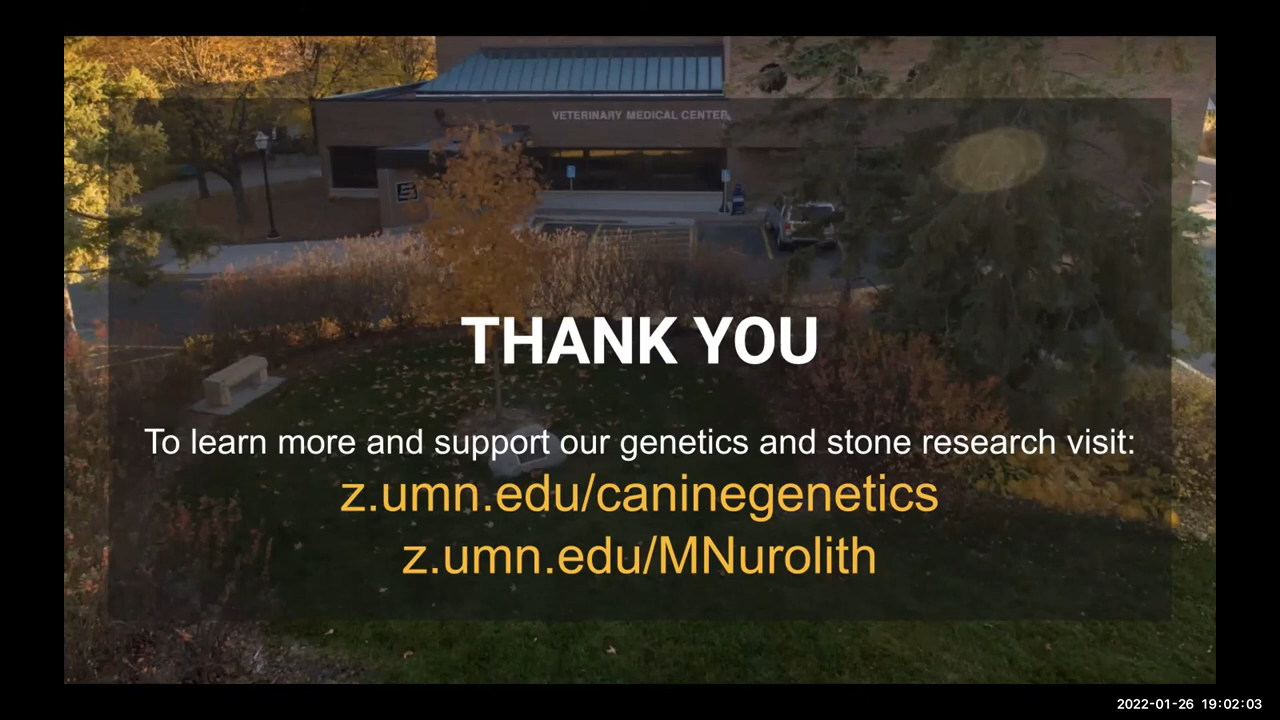 VETERINARY MEDICAL CENTER
THANK YOU
To learn more and support our genetics and stone research visit:
z.umn.edu/caninegenetics
z.umn.edu/MNurolith
2022-01-26 19:02:03